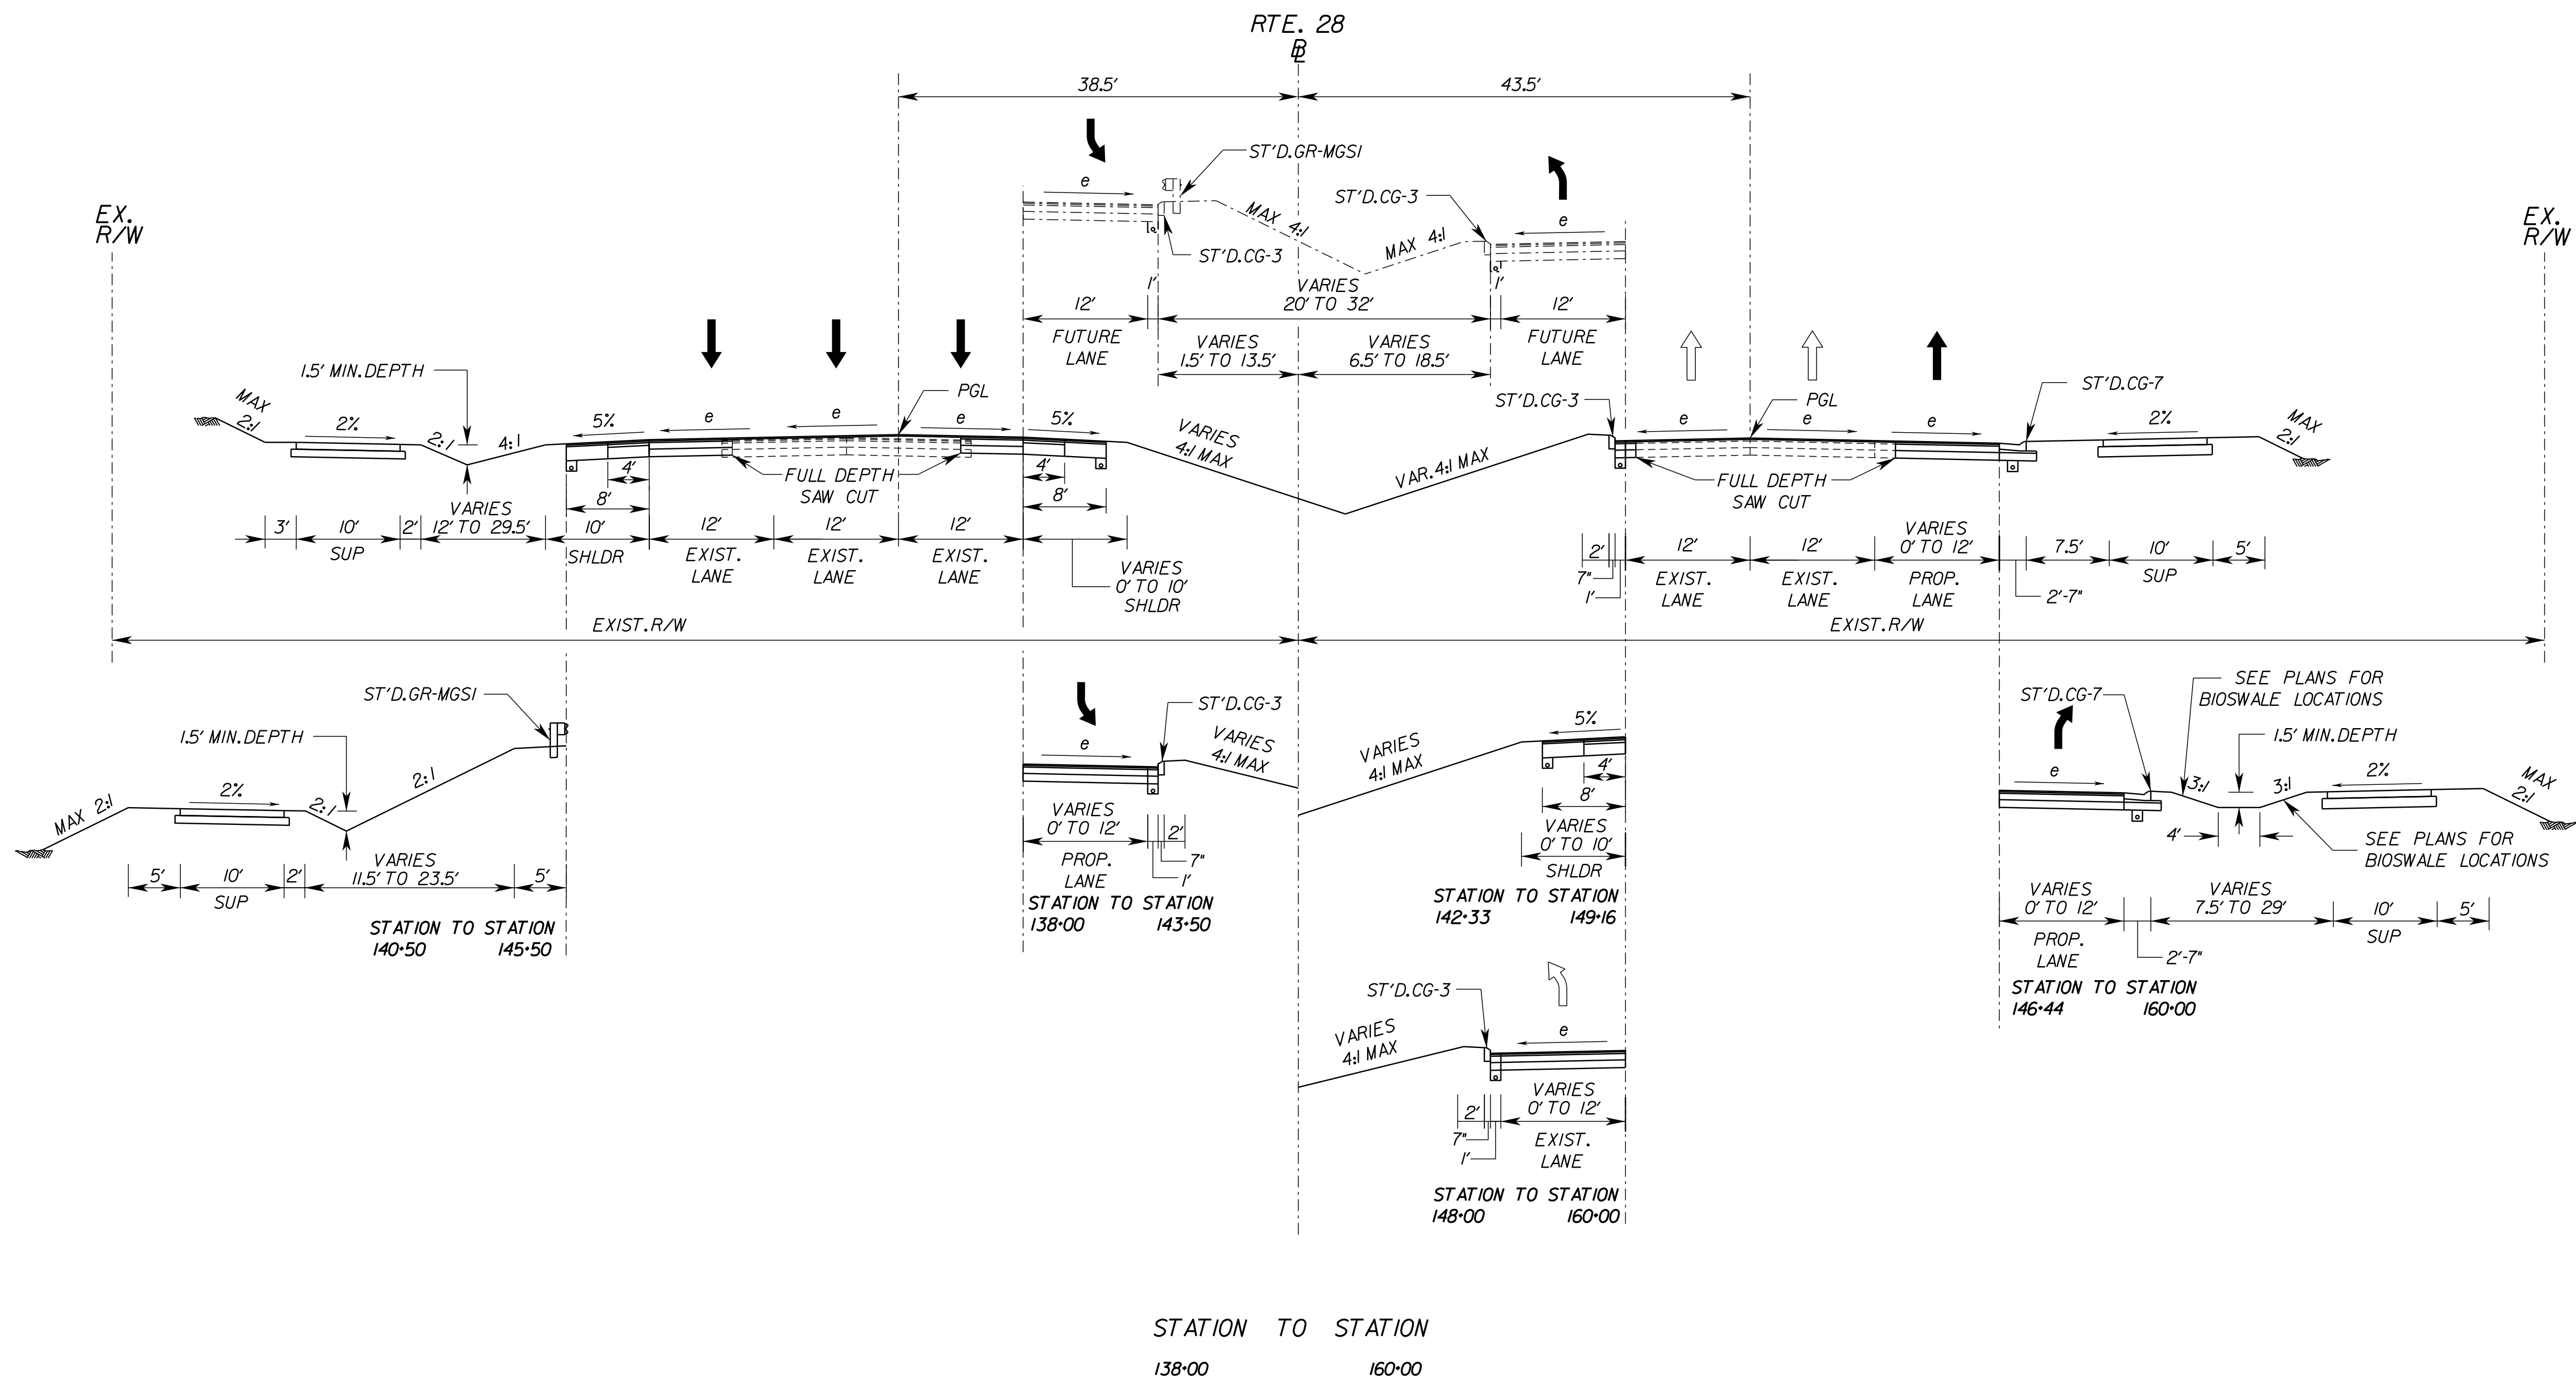 RTE. 28
BL
38.5'
43.5'
ST'D.GR-MGS1
e
ST'D.CG-3
MAX 4:1
ST'D.CG-3
e
MAX 4:1
EX.
R/W
EX.
R/W
1'
VARIES
20' TO 32'
1'
12'
12'
FUTURE
LANE
VARIES
1.5' TO 13.5'
VARIES
6.5' TO 18.5'
FUTURE
LANE
1.5' MIN. DEPTH
PGL
ST'D.CG-3
PGL
ST'D.CG-7
MAX
2:1
2%
2:1
4:1
5%
e
e
e
5%
VARIES
4:1 MAX
VAR. 4:1 MAX
e
e
e
2%
MAX
2:1
4'
8'
FULL DEPTH
SAW CUT
4'
8'
FULL DEPTH
SAW CUT
3'
10'
SUP
2'
VARIES
12' TO 29.5'
10'
SHLDR
12'
EXIST.
LANE
12'
EXIST.
LANE
12'
EXIST.
LANE
VARIES
0' TO 10'
SHLDR
2'
7"
1'
12'
EXIST.
LANE
12'
EXIST.
LANE
VARIES
0' TO 12'
PROP.
LANE
2'-7"
7.5'
10'
SUP
5'
EXIST. R/W
EXIST. R/W
ST'D.GR-MGS1
1.5' MIN. DEPTH
MAX 2:1
2%
2:1
2:1
5'
10'
SUP
2'
VARIES
11.5' TO 23.5'
5'
STATION TO STATION
140+50 145+50
ST'D.CG-3
e
VARIES
4:1 MAX
VARIES
0' TO 12'
2'
7"
1'
PROP.
LANE
STATION TO STATION
138+00 143+50
VARIES
4:1 MAX
5%
4'
8'
VARIES
0' TO 10'
SHLDR
STATION TO STATION
142+33 149+16
ST'D.CG-3
e
VARIES
4:1 MAX
2'
7"
1'
VARIES
0' TO 12'
EXIST.
LANE
STATION TO STATION
148+00 160+00
ST'D.CG-7
SEE PLANS FOR
BIOSWALE LOCATIONS
1.5' MIN. DEPTH
e
3:1
3:1
2%
MAX
2:1
4'
SEE PLANS FOR
BIOSWALE LOCATIONS
VARIES
0' TO 12'
PROP.
LANE
2'-7"
VARIES
7.5' TO 29'
10'
SUP
5'
STATION TO STATION
146+44 160+00
STATION TO STATION
138+00 160+00